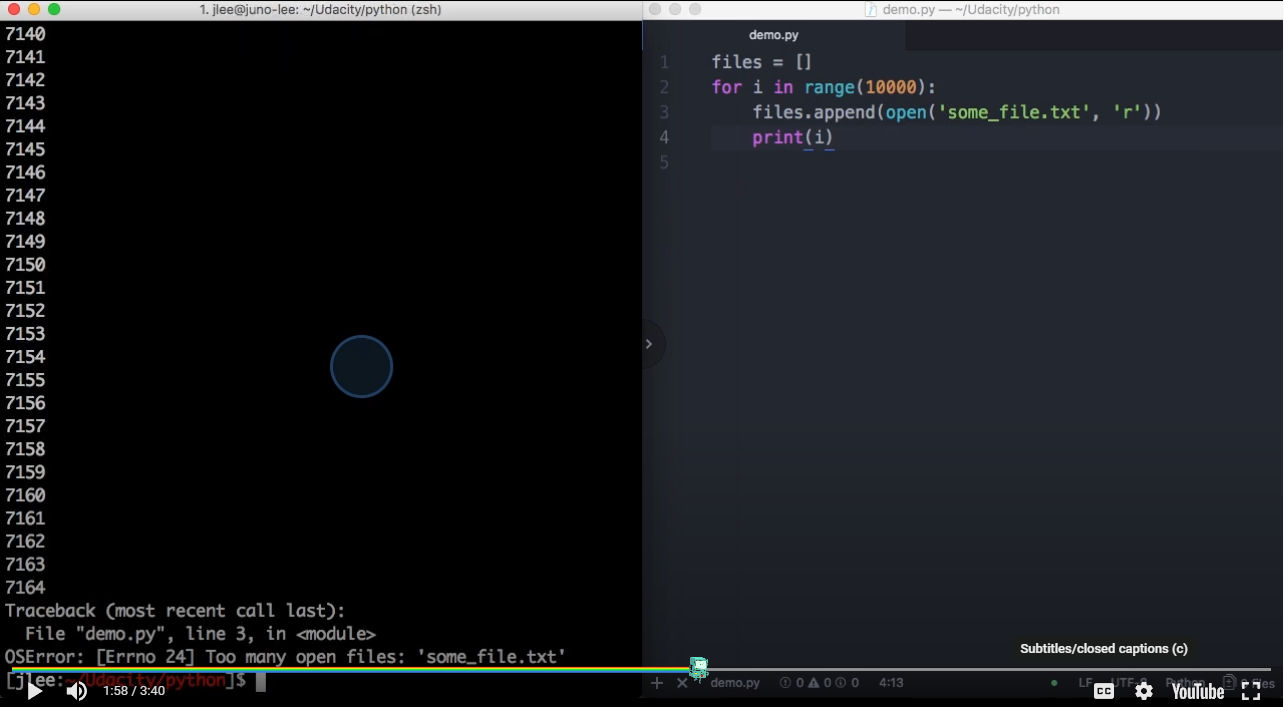 1. jlee@juno-lee: ~/Udacity/python (zsh)
7140
7141
7142
7143
7144
7145
7146
7147
7148
7149
7150
7151
7152
7153
7154
7155
7156
7157
7158
7159
7160
7161
7162
7163
7164
Traceback (most recent call last):
  File "demo.py", line 3, in <module>
OSError: [Errno 24] Too many open files: 'some_file.txt'
[jlee:~/Udacity/python]$
1:58 / 3:40
demo.py — ~/Udacity/python
demo.py
1 files = []
2 for i in range(10000):
3     files.append(open('some_file.txt', 'r'))
4     print(i)
5
Subtitles/closed captions (c)
demo.py 0 0 0 4:13
LF UTF-8 Python files
CC YouTube